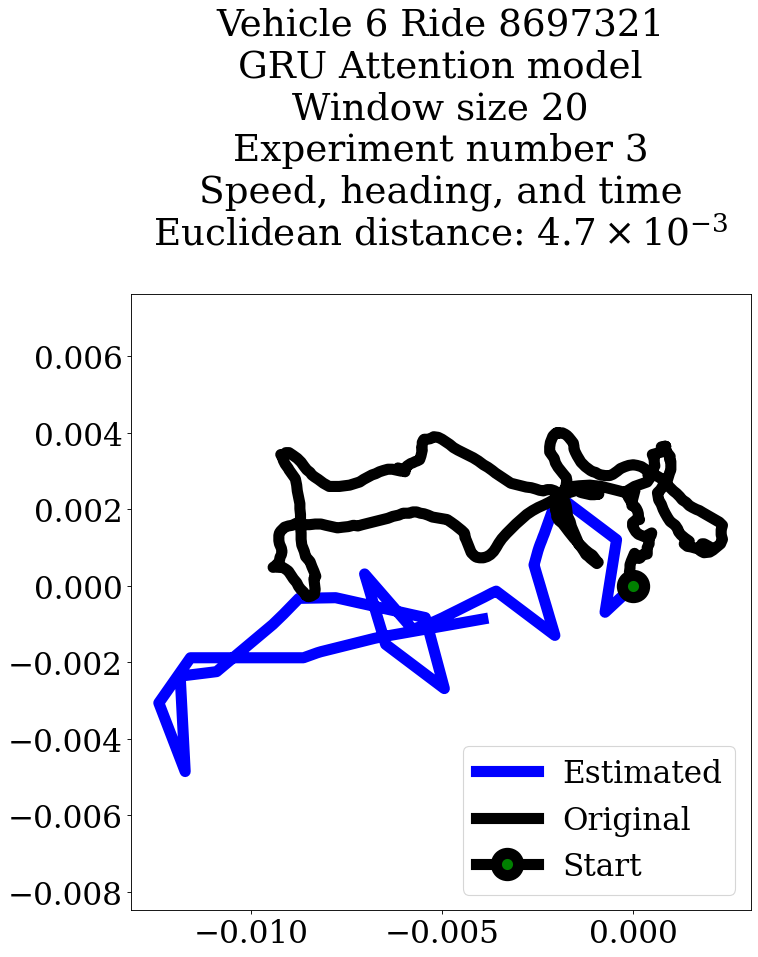 Vehicle 6 Ride 8697321
GRU Attention model
Window size 20
Experiment number 3
Speed, heading, and time
Euclidean distance: 4.7 × 10⁻³
0.006
0.004
0.002
0.000
−0.002
−0.004
−0.006
−0.008
Estimated
Original
Start
−0.010
−0.005
0.000